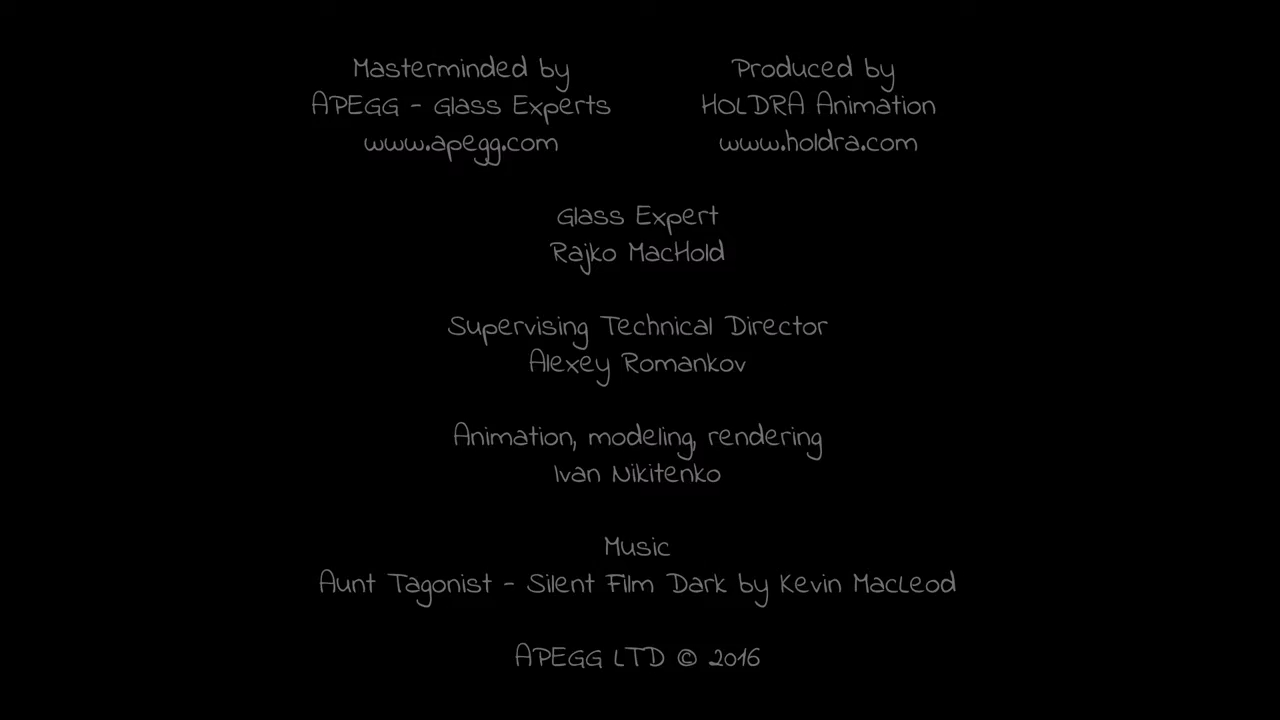 Masterminded by
APEGG - Glass Experts
www.apegg.com
Produced by
HOLDRA Animation
www.holdra.com
Glass Expert
Rajko MacHold
Supervising Technical Director
Alexey Romankov
Animation, modeling, rendering
Ivan Nikitenko
Music
Aunt Tagonist - Silent Film Dark by Kevin MacLeod
APEGG LTD © 2016